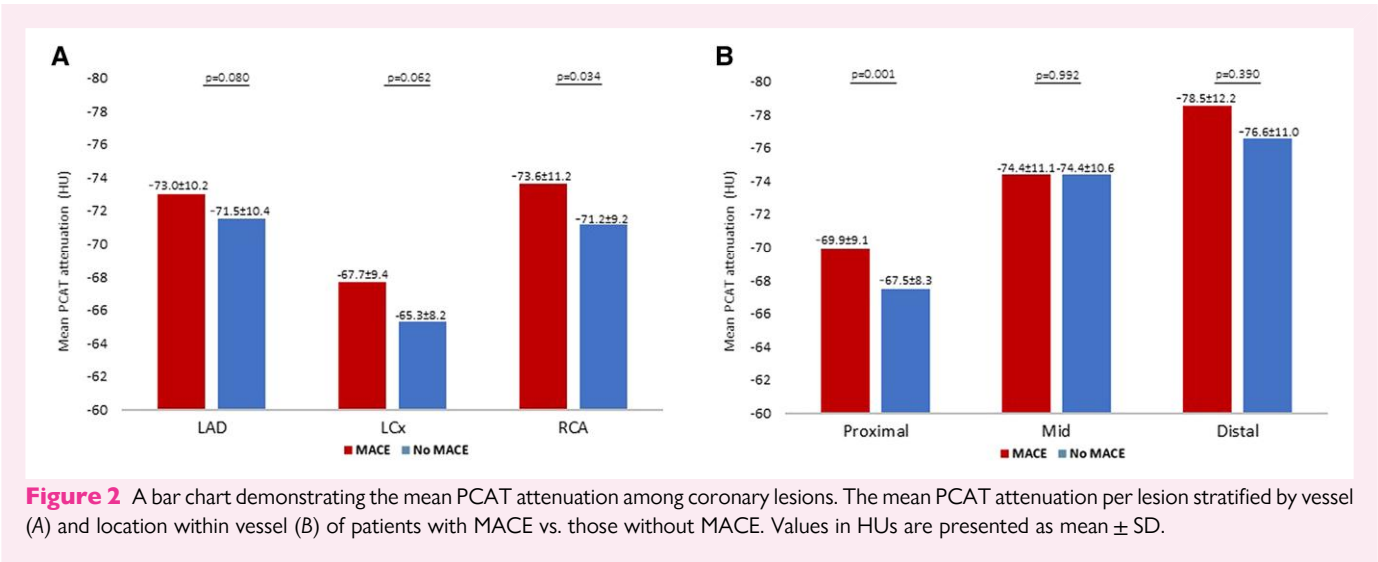 A
-80
-78
-76
-74
-72
-70
-68
-66
-64
-62
-60
Mean PCAT attenuation (HU)
p=0.080
p=0.062
p=0.034
-73.0±10.2
-71.5±10.4
-67.7±9.4
-65.3±8.2
-73.6±11.2
-71.2±9.2
LAD LCx RCA
MACE No MACE
B
-80
-78
-76
-74
-72
-70
-68
-66
-64
-62
-60
Mean PCAT attenuation (HU)
p=0.001
p=0.992
p=0.390
-69.9±9.1
-67.5±8.3
-74.4±11.1
-74.4±10.6
-78.5±12.2
-76.6±11.0
Proximal Mid Distal
MACE No MACE
Figure 2 A bar chart demonstrating the mean PCAT attenuation among coronary lesions. The mean PCAT attenuation per lesion stratified by vessel
(A) and location within vessel (B) of patients with MACE vs. those without MACE. Values in HUs are presented as mean ± SD.